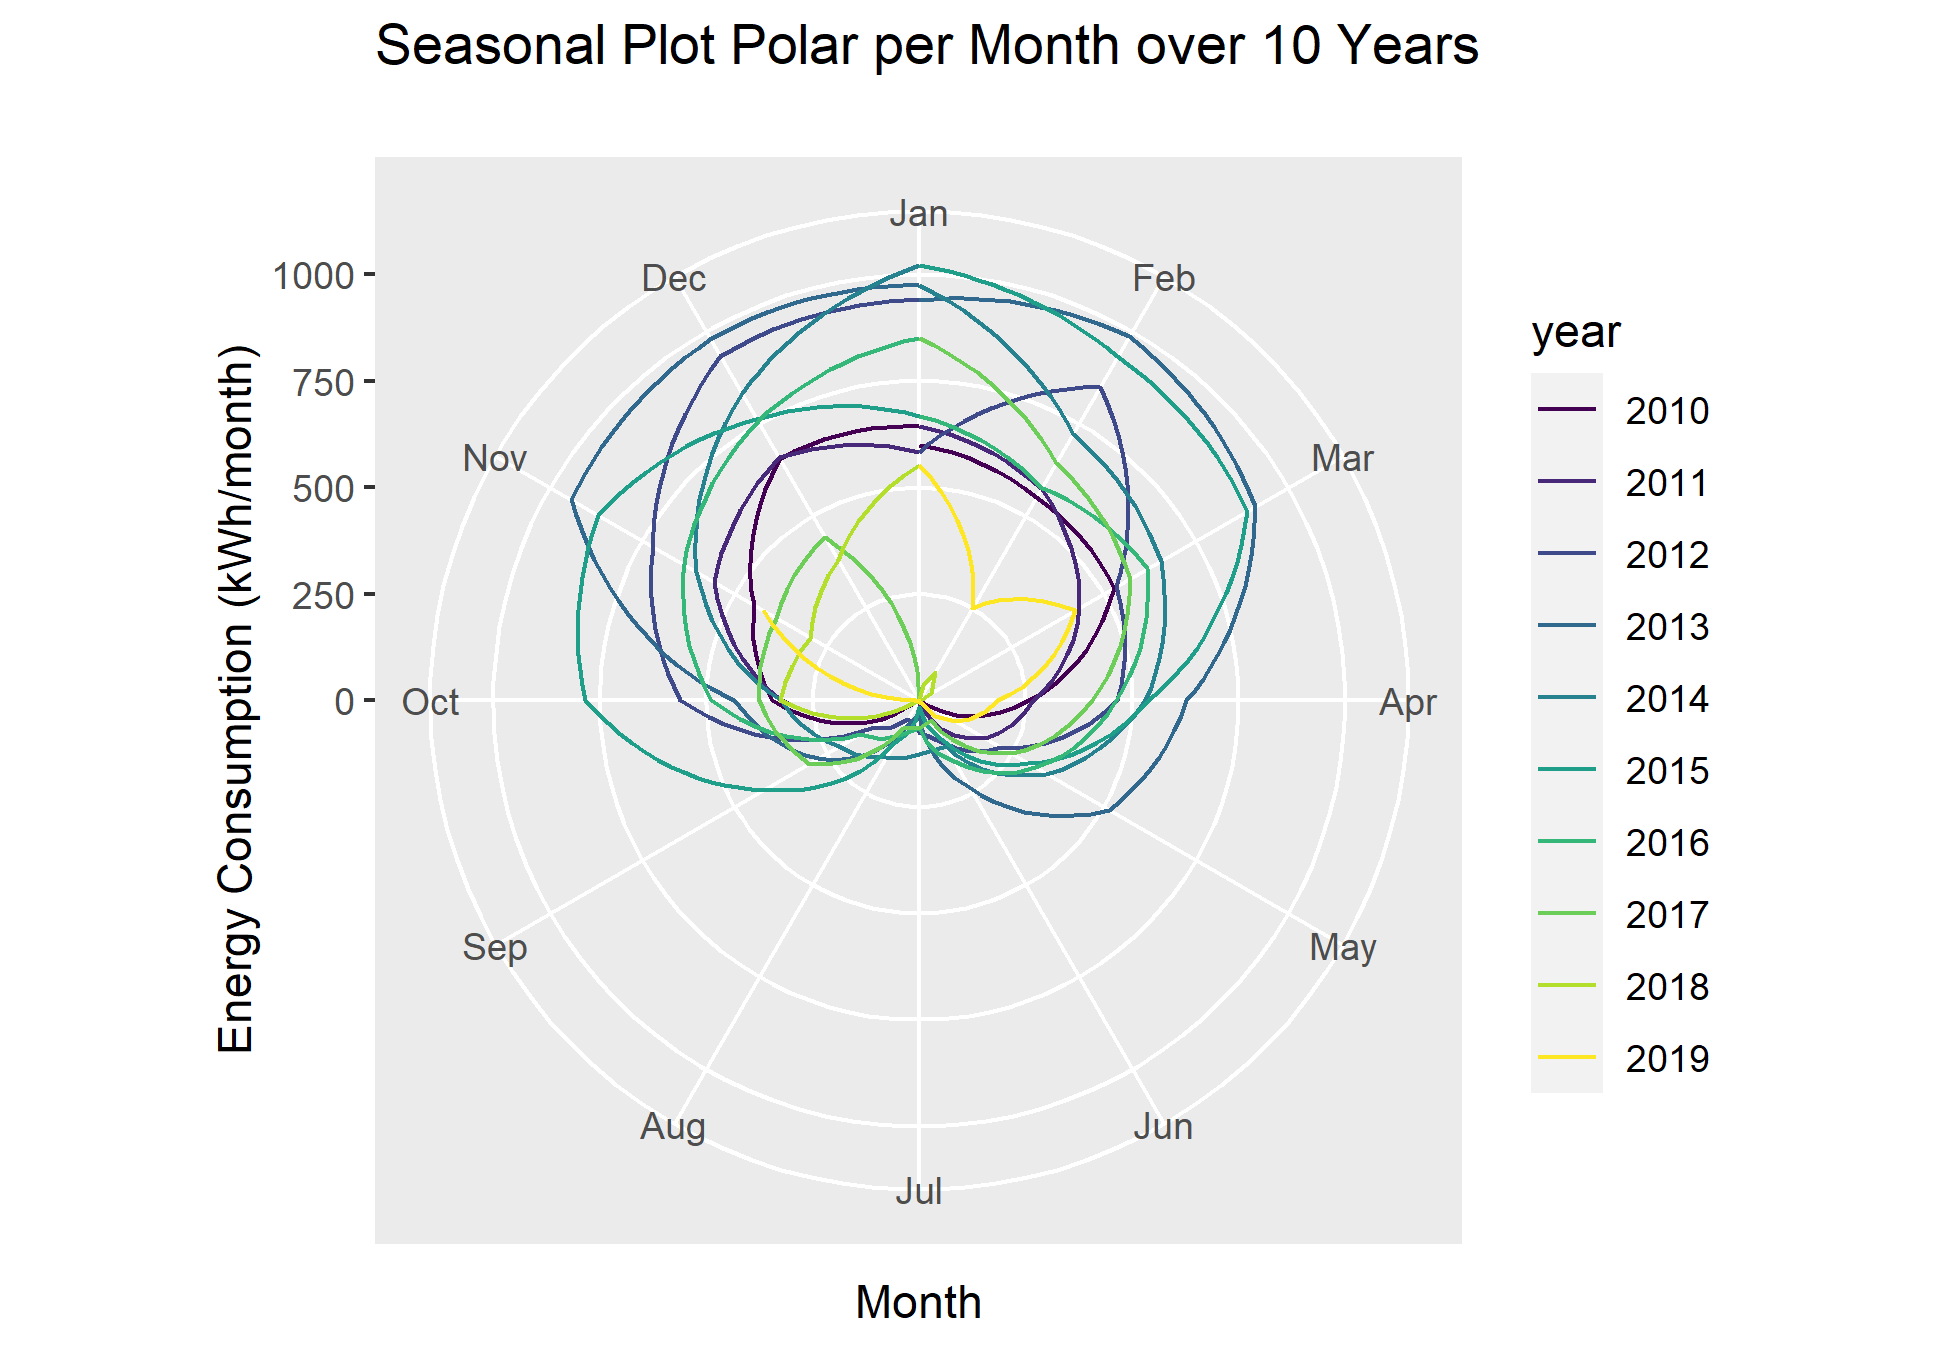 Seasonal Plot Polar per Month over 10 Years
Energy Consumption (kWh/month)
1000
750
500
250
0
Jan
Feb
Mar
Apr
May
Jun
Jul
Aug
Sep
Oct
Nov
Dec
Month
year
2010
2011
2012
2013
2014
2015
2016
2017
2018
2019